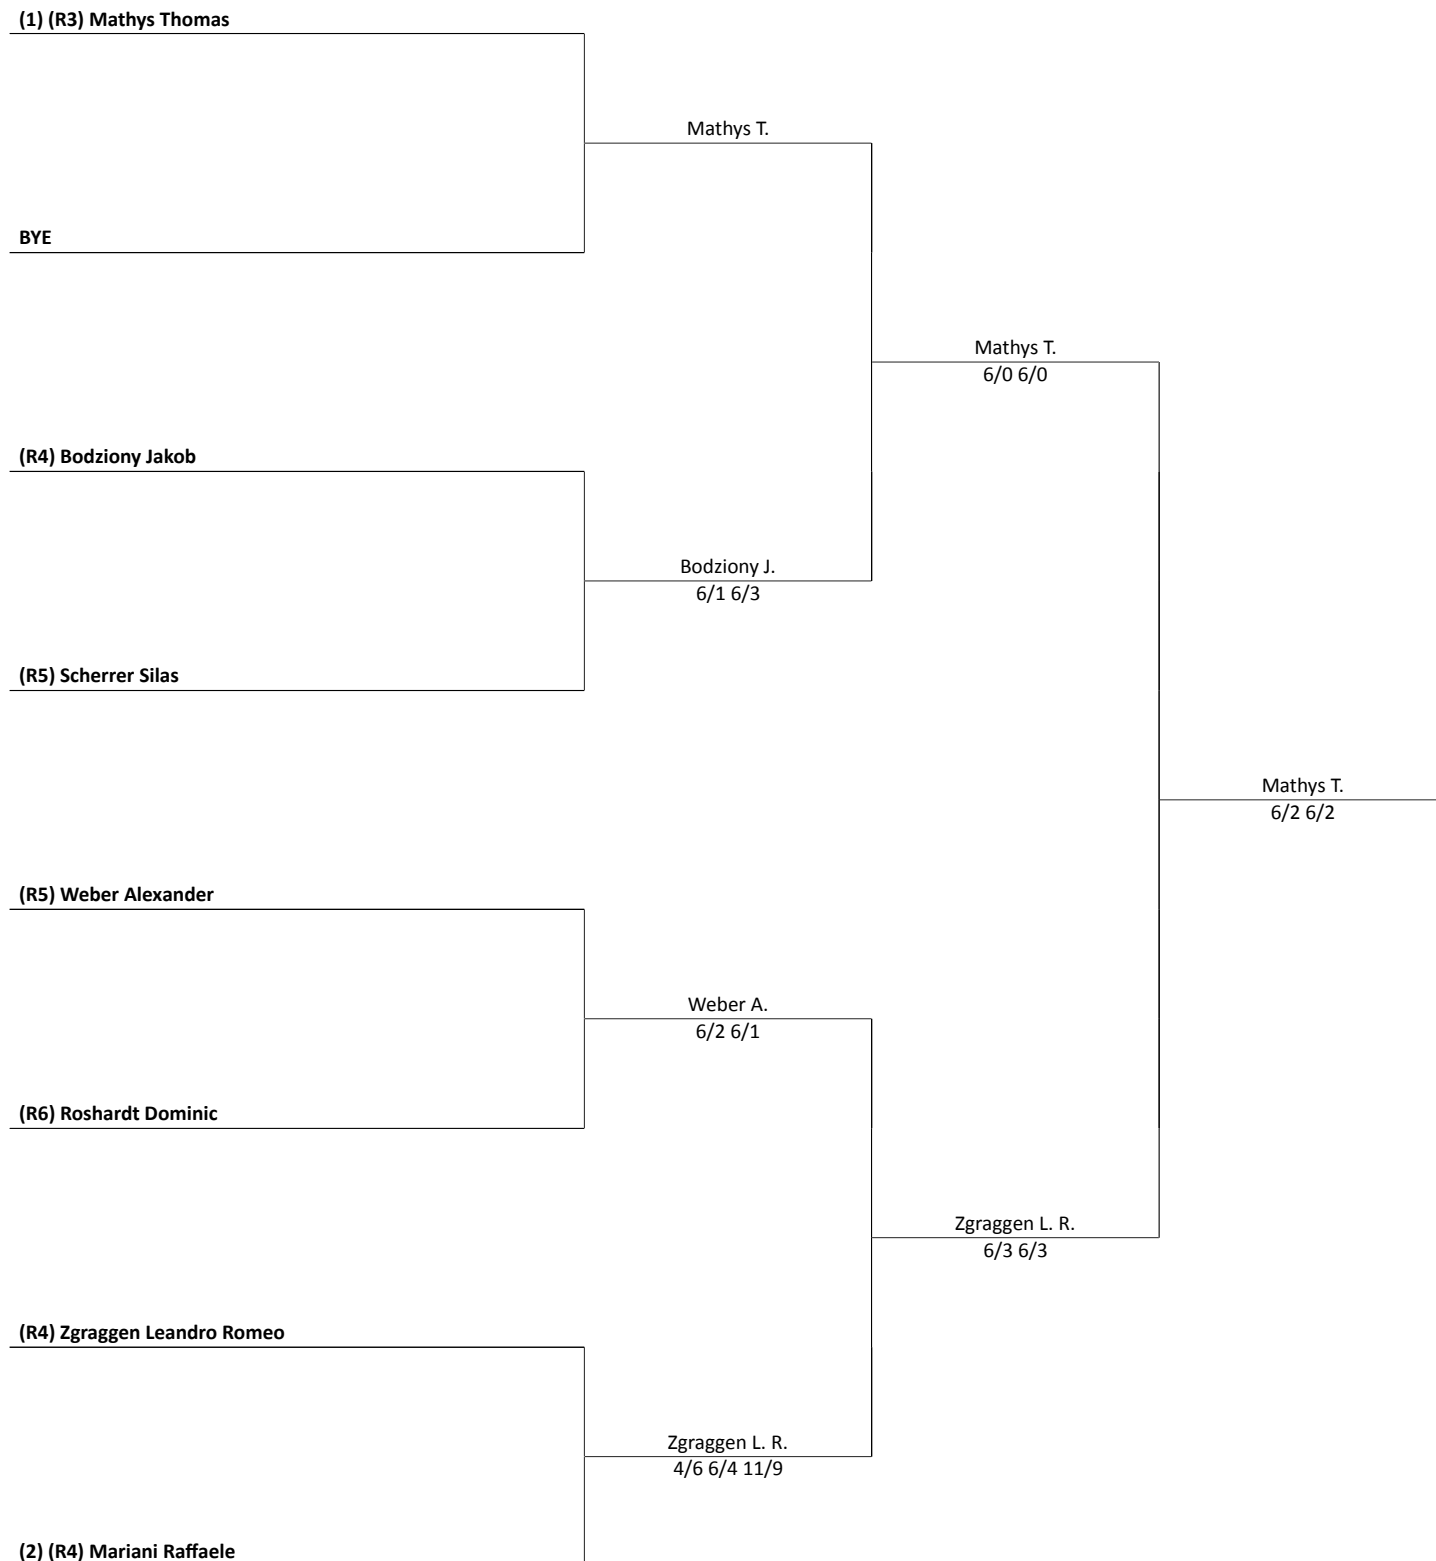 (1) (R3) Mathys Thomas
Mathys T.
BYE
Mathys T.
6/0 6/0
(R4) Bodziony Jakob
Bodziony J.
6/1 6/3
(R5) Scherrer Silas
Mathys T.
6/2 6/2
(R5) Weber Alexander
Weber A.
6/2 6/1
(R6) Roshardt Dominic
Zgraggen L. R.
6/3 6/3
(R4) Zgraggen Leandro Romeo
Zgraggen L. R.
4/6 6/4 11/9
(2) (R4) Mariani Raffaele